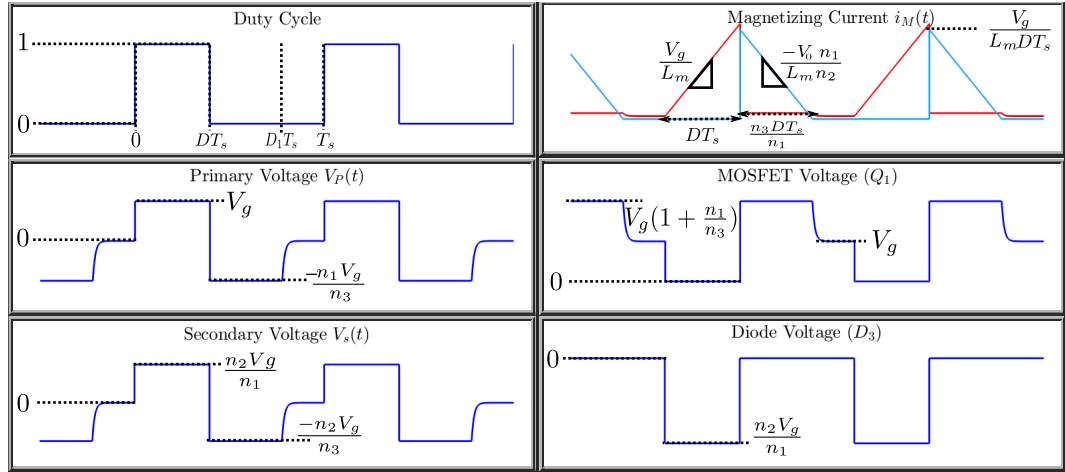 Duty Cycle
1
0
0 DT_s D_1T_s T_s
Magnetizing Current i_M(t)
V_g / L_m
-V_o n_1 / L_m n_2
V_g / L_m DT_s
DT_s
n_3 DT_s / n_1
Primary Voltage V_P(t)
V_g
0
-n_1 V_g / n_3
MOSFET Voltage (Q_1)
V_g(1 + n_1 / n_3)
V_g
0
Secondary Voltage V_s(t)
n_2 Vg / n_1
0
-n_2 V_g / n_3
Diode Voltage (D_3)
0
n_2 V_g / n_1